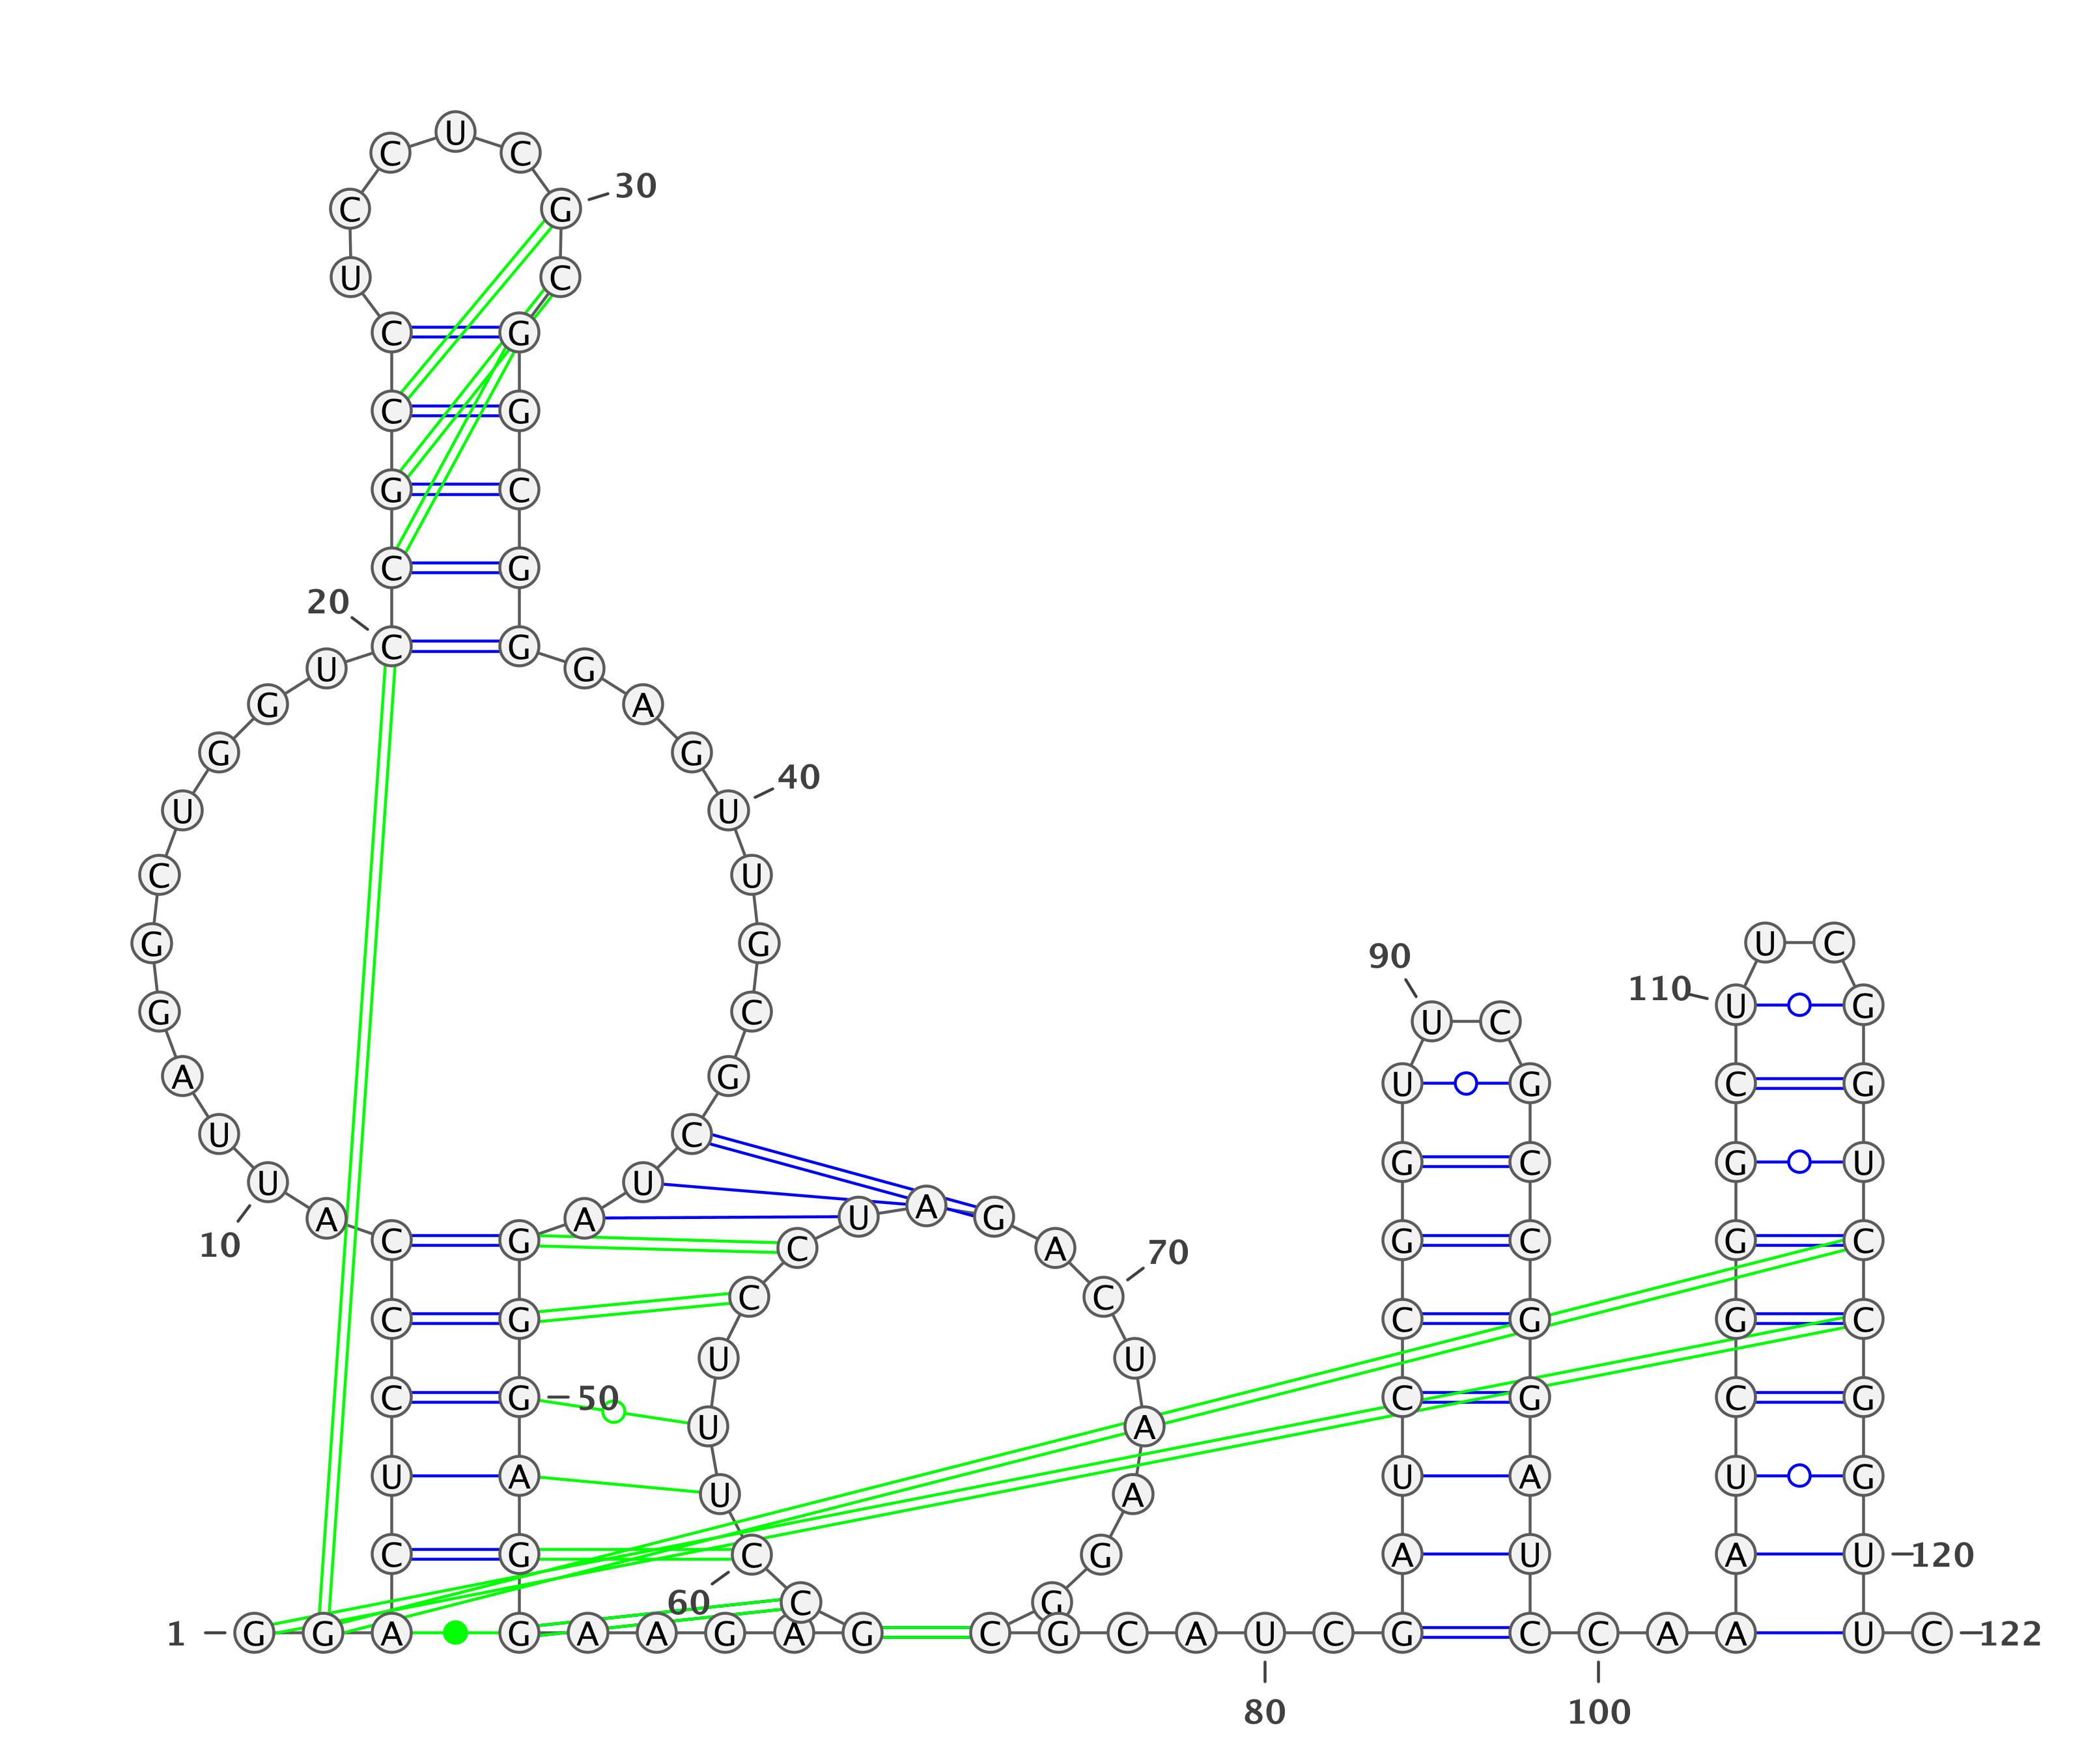 U
C C
30
C G
U C
C G
C G
G C
C G
20
C G
U G
G A
G G
40
U U
C U
G G U C
90
110
G C U G
U C
A G U G C G
U C
G C G U
U U
A
A A U G
C G C A 70 G C G C
10
C C
C G C G G C
U U
C G 50 C G C G
U A
U A U A U G
U A
C G C G A U A U 120
60 C G
1 G G A G A A G A G C G C A U C G C C A A U C 122
80 100